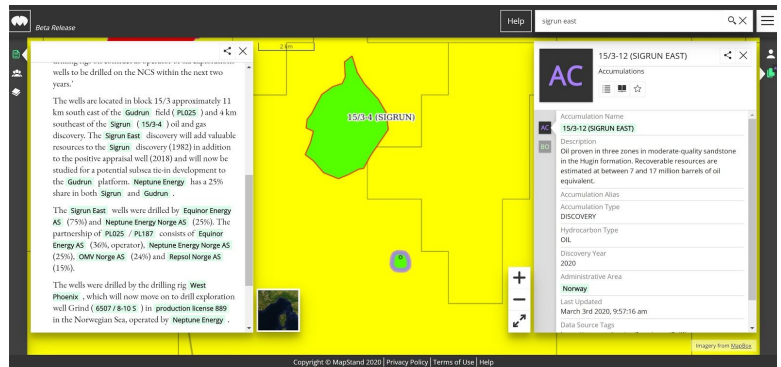 Beta Release
Help
sigrun east
wells to be drilled on the NCS within the next two
years.'
The wells are located in block 15/3 approximately 11
km south east of the Gudrun field ( PL025 ) and 4 km
southeast of the Sigrun ( 15/3-4 ) oil and gas
discovery. The Sigrun East discovery will add valuable
resources to the Sigrun discovery (1982) in addition
to the positive appraisal well (2018) and will now be
studied for a potential subsea tie-in development to
the Gudrun platform. Neptune Energy has a 25%
share in both Sigrun and Gudrun .
The Sigrun East wells were drilled by Equinor Energy
AS (75%) and Neptune Energy Norge AS (25%). The
partnership of PL025 / PL187 consists of Equinor
Energy AS (36%, operator), Neptune Energy Norge AS
(25%), OMV Norge AS (24%) and Repsol Norge AS
(15%).
The wells were drilled by the drilling rig West
Phoenix , which will now move on to drill exploration
well Grind ( 6507 / 8-10 S ) in production license 889
in the Norwegian Sea, operated by Neptune Energy .
2 km
15/3-4 (SIGRUN)
AC
15/3-12 (SIGRUN EAST)
Accumulations
AC
BO
Accumulation Name
15/3-12 (SIGRUN EAST)
Description
Oil proven in three zones in moderate-quality sandstone
in the Hugin formation. Recoverable resources are
estimated at between 7 and 17 million barrels of oil
equivalent.
Accumulation Alias
Accumulation Type
DISCOVERY
Hydrocarbon Type
OIL
Discovery Year
2020
Administrative Area
Norway
Last Updated
March 3rd 2020, 9:57:16 am
Data Source Tags
Imagery from MapBox
Copyright © MapStand 2020 | Privacy Policy | Terms of Use | Help